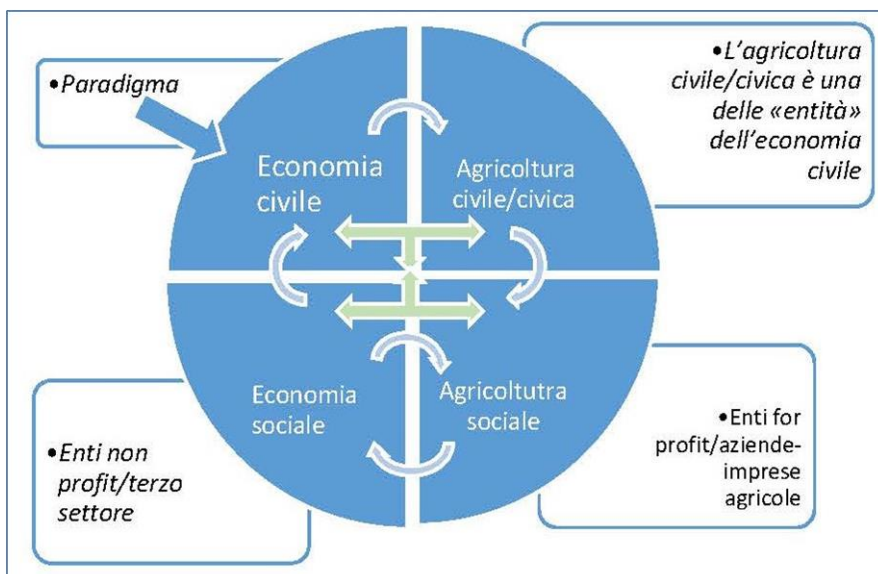 •Paradigma
•L'agricoltura
civile/civica è una
delle «entità»
dell'economia
civile
Economia
civile
Agricoltura
civile/civica
Economia
sociale
Agricoltutra
sociale
•Enti non
profit/terzo
settore
•Enti for
profit/aziende-
imprese
agricole